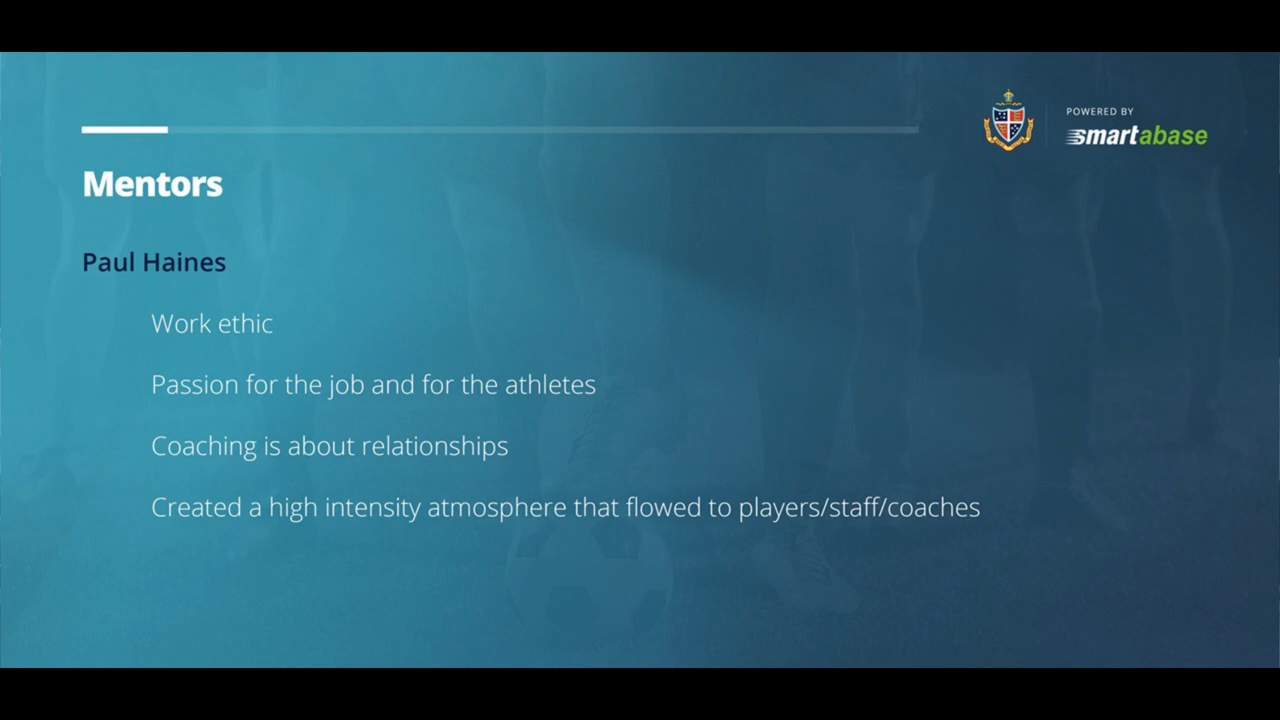 POWERED BY
smartabase
Mentors
Paul Haines
Work ethic
Passion for the job and for the athletes
Coaching is about relationships
Created a high intensity atmosphere that flowed to players/staff/coaches